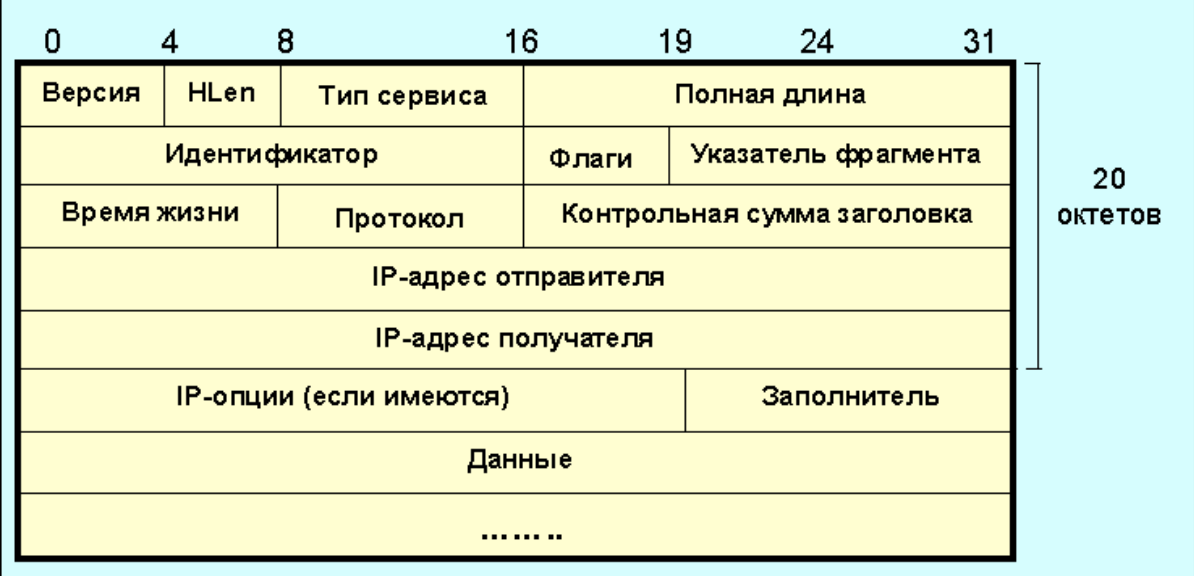 0 4 8 16 19 24 31
Версия HLen Тип сервиса Полная длина
Идентификатор Флаги Указатель фрагмента
Время жизни Протокол Контрольная сумма заголовка
IP-адрес отправителя
IP-адрес получателя
20
октетов
IP-опции (если имеются) Заполнитель
Данные
........